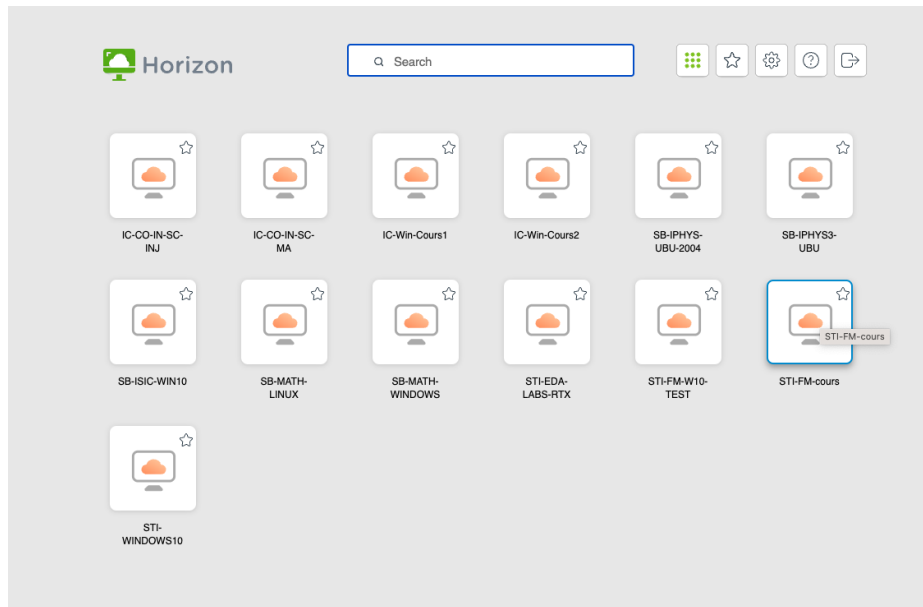 Horizon
Search
IC-CO-IN-SC-
INJ
IC-CO-IN-SC-
MA
IC-Win-Cours1
IC-Win-Cours2
SB-IPHYS-
UBU-2004
SB-IPHYS3-
UBU
SB-ISIC-WIN10
SB-MATH-
LINUX
SB-MATH-
WINDOWS
STI-EDA-
LABS-RTX
STI-FM-W10-
TEST
STI-FM-cours
STI-FM-cours
STI-
WINDOWS10